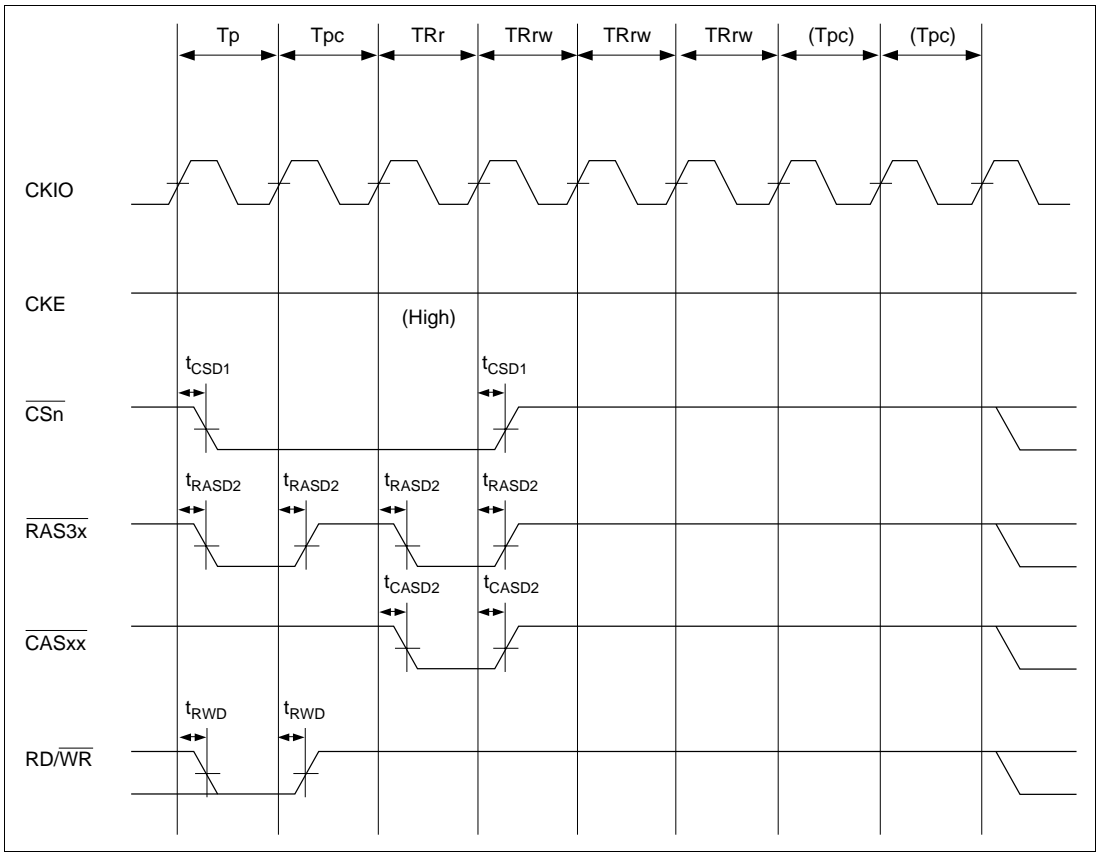 Tp Tpc TRr TRrw TRrw TRrw (Tpc) (Tpc)
CKIO
CKE
(High)
tCSD1 tCSD1
CSn
tRASD2 tRASD2 tRASD2 tRASD2
RAS3x
tCASD2 tCASD2
CASxx
tRWD tRWD
RD/WR